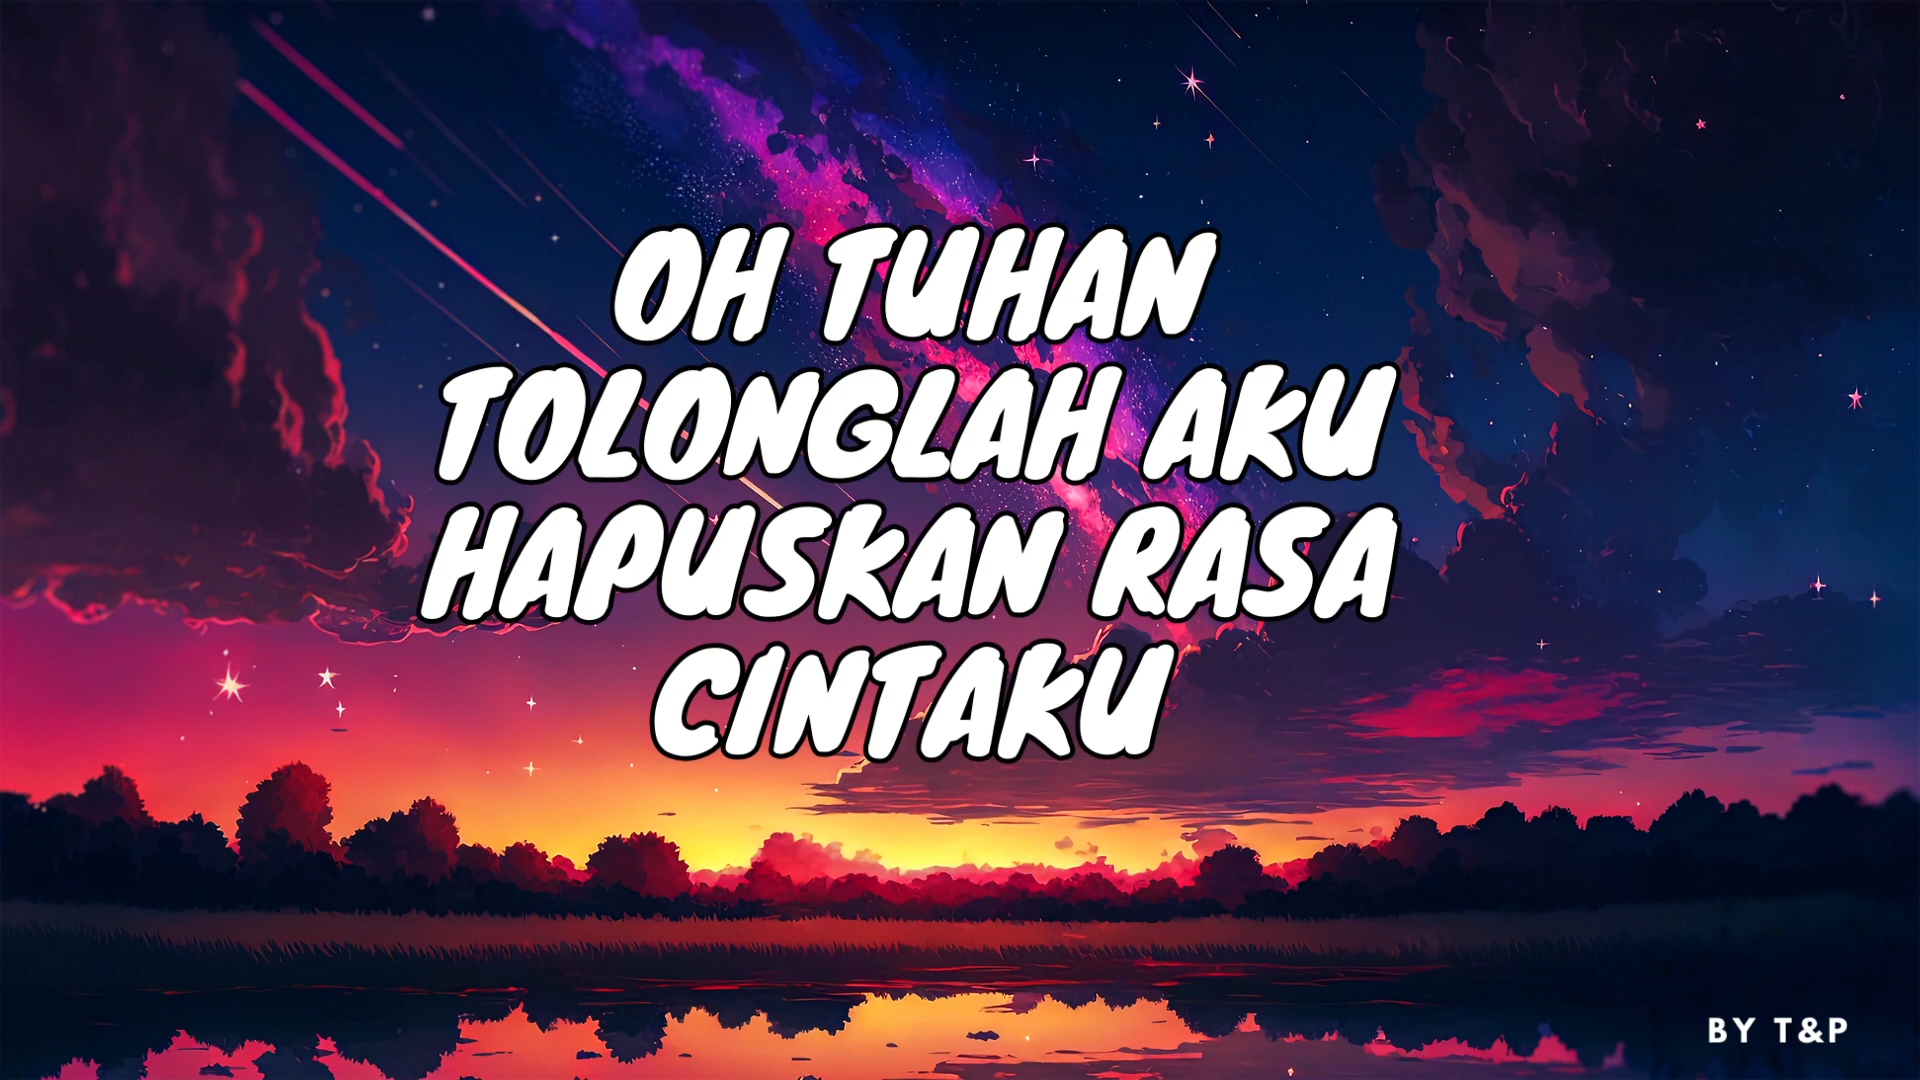 OH TUHAN
TOLONGLAH AKU
HAPUSKAN RASA
CINTAKU
BY T&P